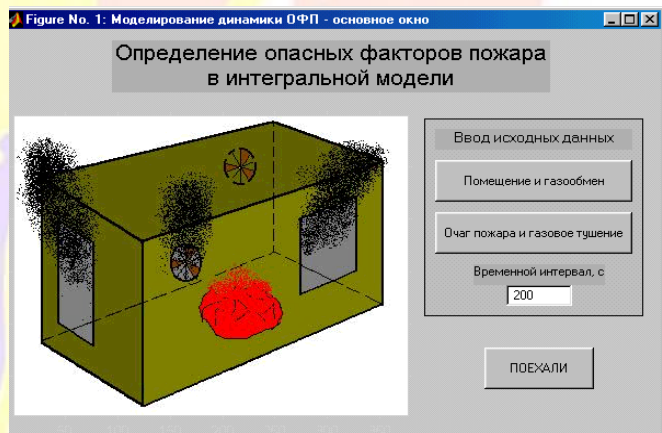 Figure No. 1: Моделирование динамики ОФП - основное окно
Определение опасных факторов пожара
в интегральной модели
Ввод исходных данных
Помещение и газообмен
Очаг пожара и газовое тушение
Временной интервал, с
200
ПОЕХАЛИ